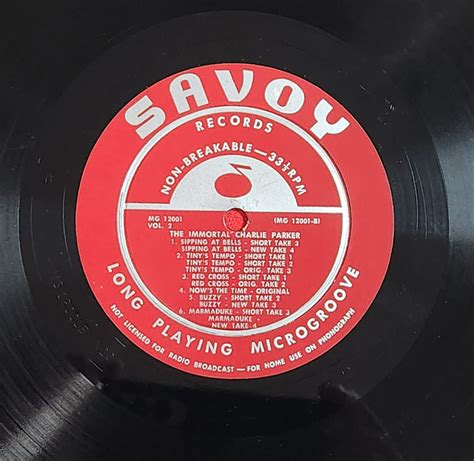 SAVOY
RECORDS
NON-BREAKABLE—33⅓ RPM
MG 12001 (MG 12001-B)
VOL. 2
THE IMMORTAL CHARLIE PARKER
1. SIPPING AT BELLS - SHORT TAKE 3
SIPPING AT BELLS - NEW TAKE 4
2. TINY'S TEMPO - SHORT TAKE 1
TINY'S TEMPO - SHORT TAKE 2
TINY'S TEMPO - ORIG. TAKE 3
3. RED CROSS - SHORT TAKE 1
RED CROSS - ORIG. TAKE 2
4. NOW'S THE TIME - ORIGINAL
5. BUZZY - SHORT TAKE 2
BUZZY - NEW TAKE 3
6. MARMADUKE - SHORT TAKE 3
MARMADUKE -
NEW TAKE 4
LONG PLAYING MICROGROOVE
NOT LICENSED FOR RADIO BROADCAST — FOR HOME USE ON PHONOGRAPH